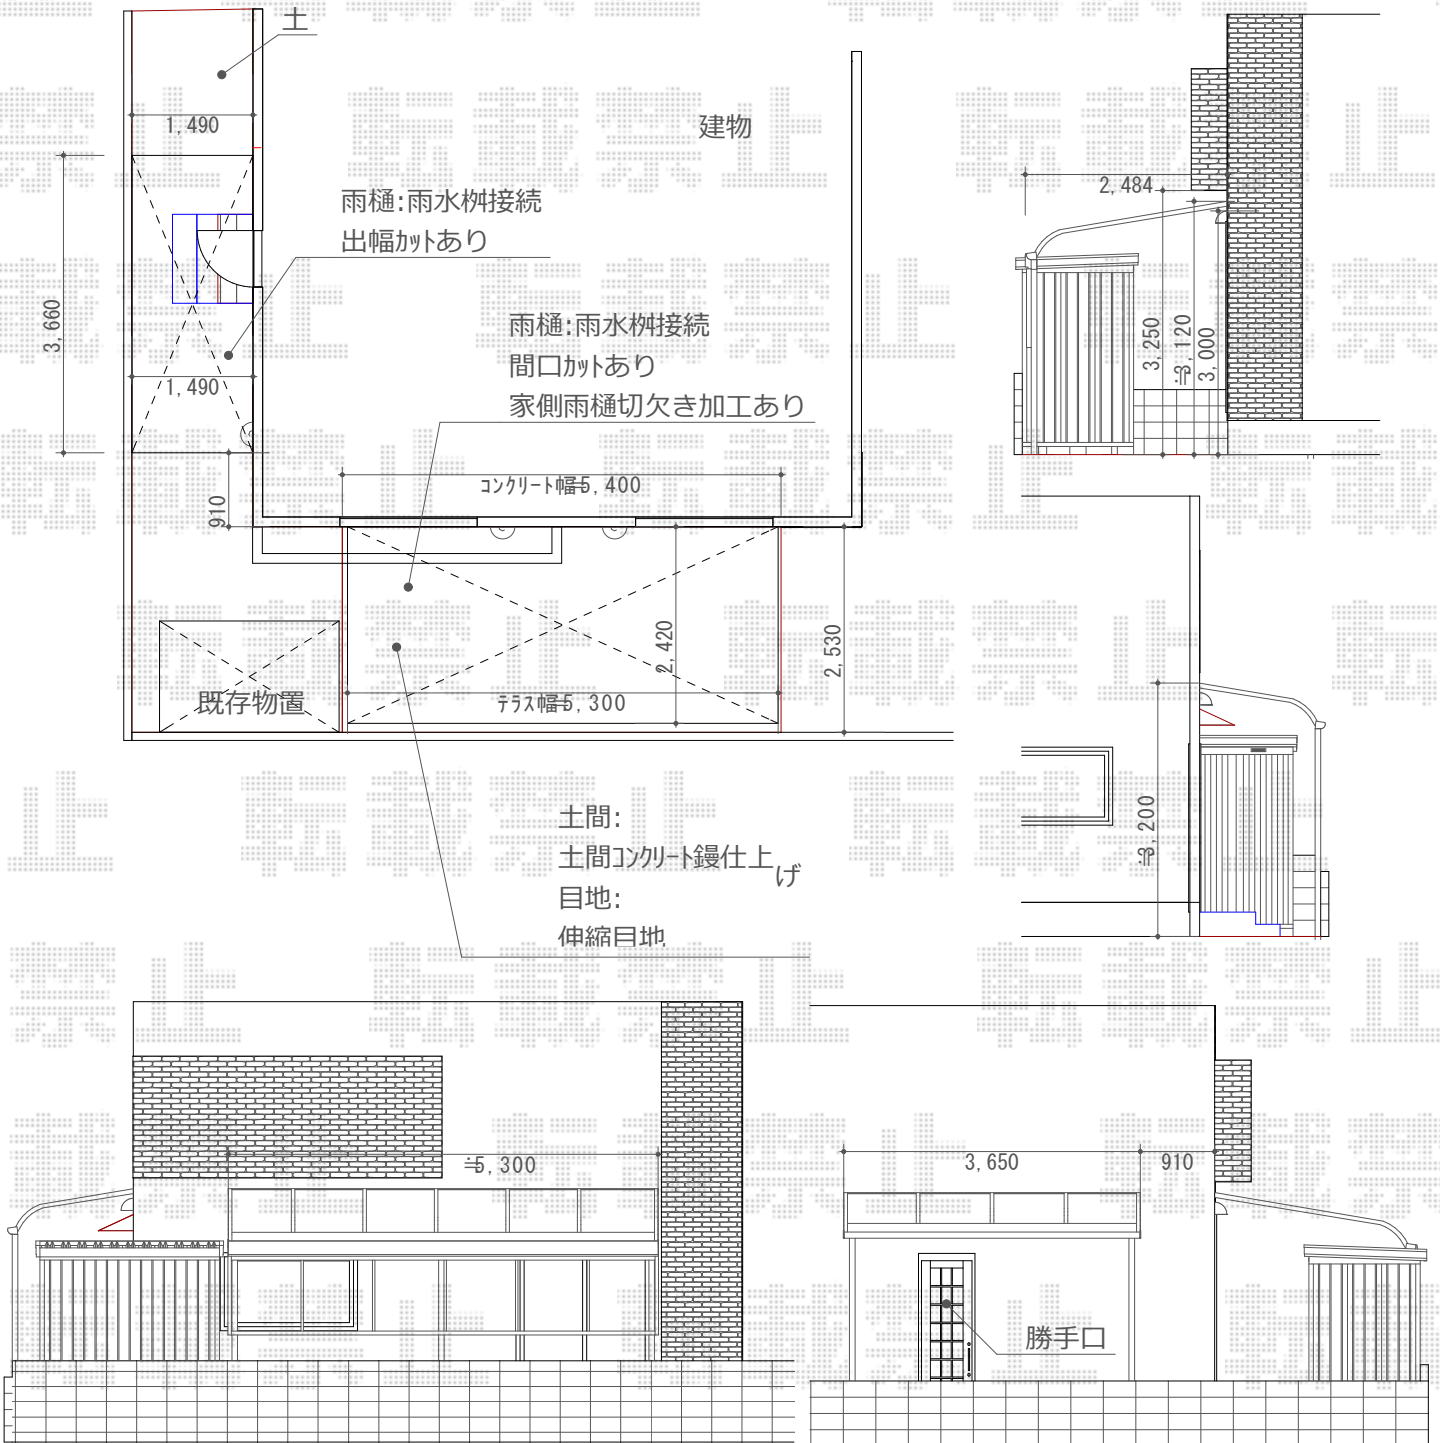 土
1,490
建物
雨樋:雨水桝接続
出幅ｶｯﾄあり
3,660
雨樋:雨水桝接続
間口ｶｯﾄあり
家側雨樋切欠き加工あり
1,490
910
ｺﾝｸﾘｰﾄ幅≒5,400
2,420
2,530
ﾃﾗｽ幅≒5,300
既存物置
土間:
土間ｺﾝｸﾘｰﾄ鏝仕上げ
目地:
伸縮目地
2,484
3,250
≒3,120
3,000
≒3,200
≒5,300
3,650
910
勝手口
転載禁止